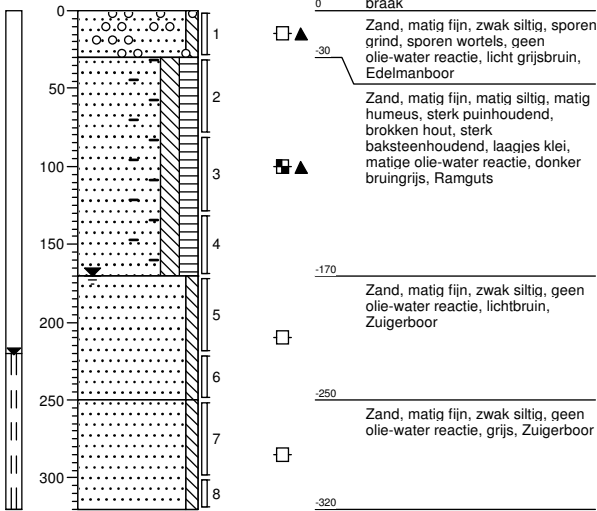 0
50
100
150
200
250
300
1
2
3
4
5
6
7
8
0
braak
Zand, matig fijn, zwak siltig, sporen
grind, sporen wortels, geen
olie-water reactie, licht grijsbruin,
Edelmanboor
-30
Zand, matig fijn, matig siltig, matig
humeus, sterk puinhoudend,
brokken hout, sterk
baksteenhoudend, laagjes klei,
matige olie-water reactie, donker
bruingrijs, Ramguts
-170
Zand, matig fijn, zwak siltig, geen
olie-water reactie, lichtbruin,
Zuigerboor
-250
Zand, matig fijn, zwak siltig, geen
olie-water reactie, grijs, Zuigerboor
-320